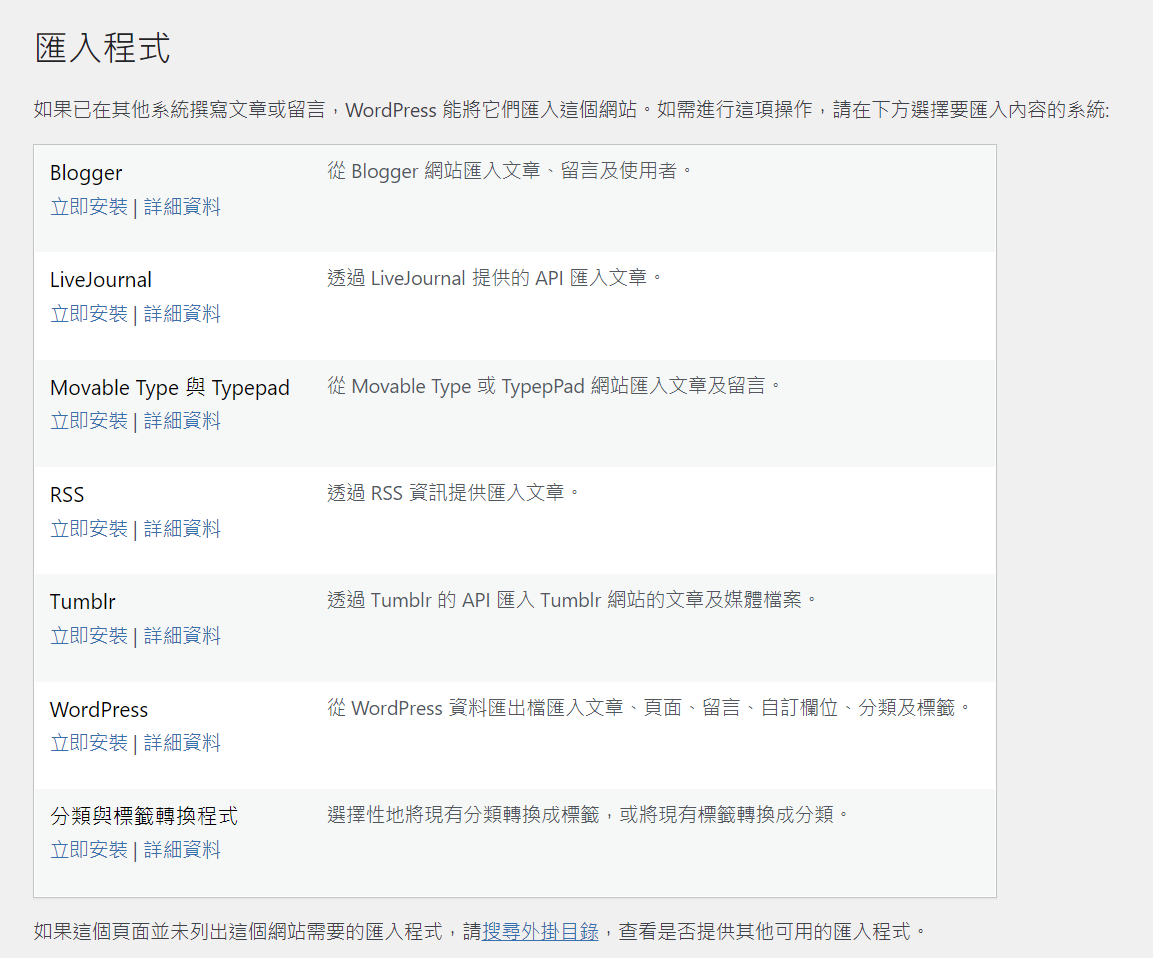 匯入程式
如果已在其他系統撰寫文章或留言，WordPress 能將它們匯入這個網站。如需進行這項操作，請在下方選擇要匯入內容的系統:
Blogger
從 Blogger 網站匯入文章、留言及使用者。
立即安裝 | 詳細資料
LiveJournal
透過 LiveJournal 提供的 API 匯入文章。
立即安裝 | 詳細資料
Movable Type 與 Typepad
從 Movable Type 或 TypepPad 網站匯入文章及留言。
立即安裝 | 詳細資料
RSS
透過 RSS 資訊提供匯入文章。
立即安裝 | 詳細資料
Tumblr
透過 Tumblr 的 API 匯入 Tumblr 網站的文章及媒體檔案。
立即安裝 | 詳細資料
WordPress
從 WordPress 資料匯出檔匯入文章、頁面、留言、自訂欄位、分類及標籤。
立即安裝 | 詳細資料
分類與標籤轉換程式
選擇性地將現有分類轉換成標籤，或將現有標籤轉換成分類。
立即安裝 | 詳細資料
如果這個頁面並未列出這個網站需要的匯入程式，請搜尋外掛目錄，查看是否提供其他可用的匯入程式。